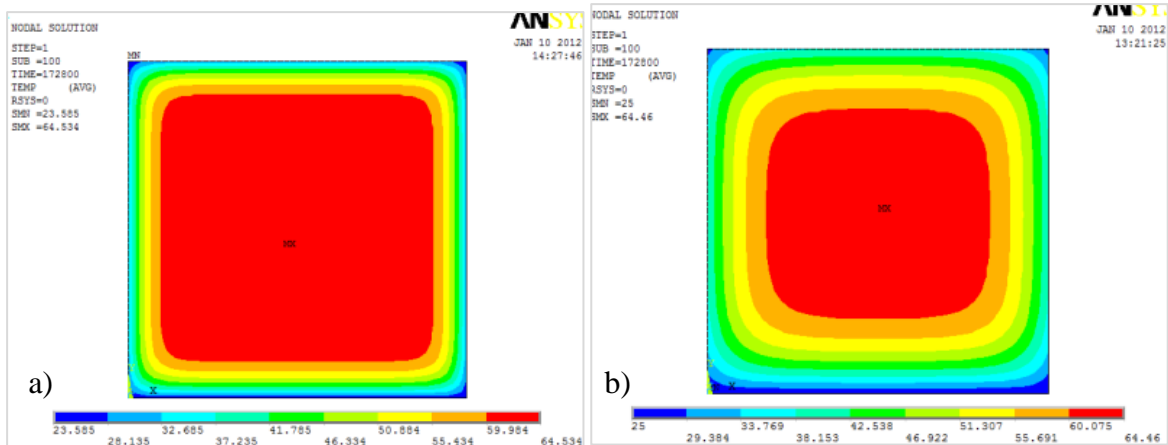 NODAL SOLUTION
STEP=1
SUB =100
TIME=172800
TEMP (AVG)
RSYS=0
SMN =23.585
SMX =64.534
ANSYS
JAN 10 2012
14:27:46
MN
MX
X
a)
23.585 32.685 41.785 50.884 59.984
28.135 37.235 46.334 55.434 64.534
NODAL SOLUTION
STEP=1
SUB =100
TIME=172800
TEMP (AVG)
RSYS=0
SMN =25
SMX =64.46
ANSYS
JAN 10 2012
13:21:25
MX
X
b)
25 33.769 42.538 51.307 60.075
29.384 38.153 46.922 55.691 64.46